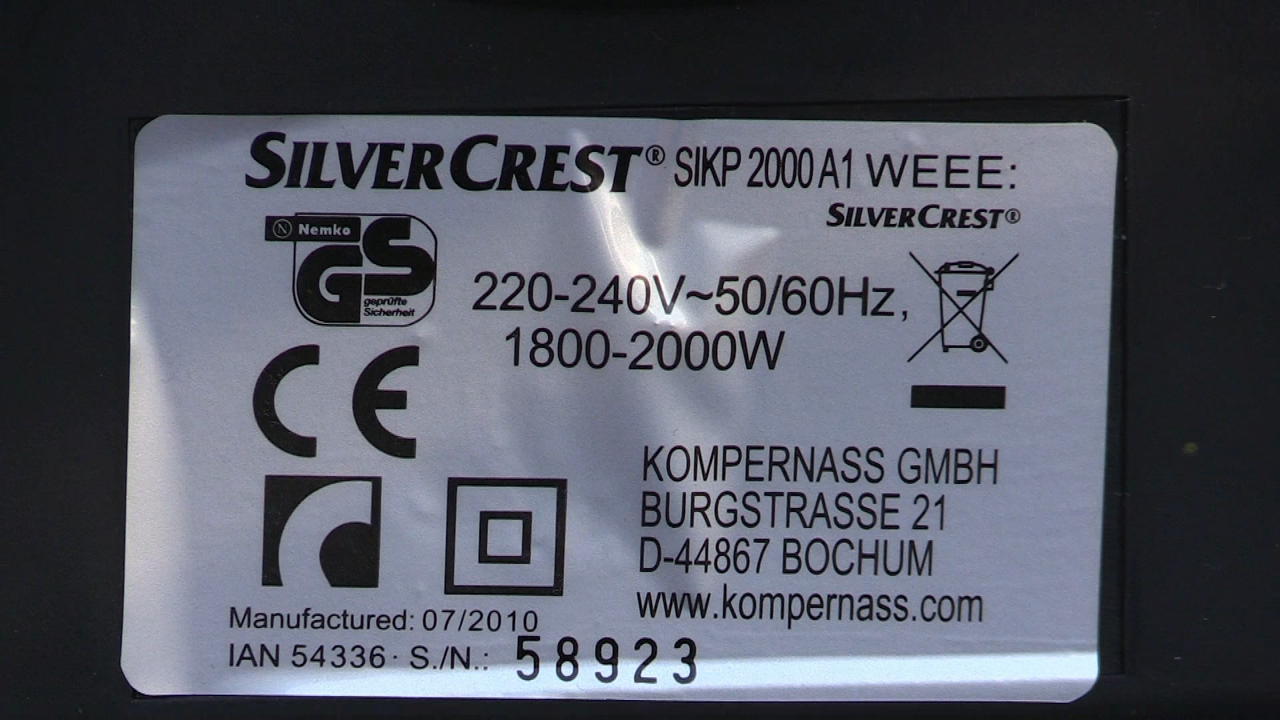 SILVERCREST® SIKP 2000 A1 WEEE:
SILVERCREST®
N Nemko
GS
geprüfte
Sicherheit
220-240V~50/60Hz,
1800-2000W
CE
KOMPERNASS GMBH
BURGSTRASSE 21
D-44867 BOCHUM
www.kompernass.com
Manufactured: 07/2010
IAN 54336· S./N.: 58923